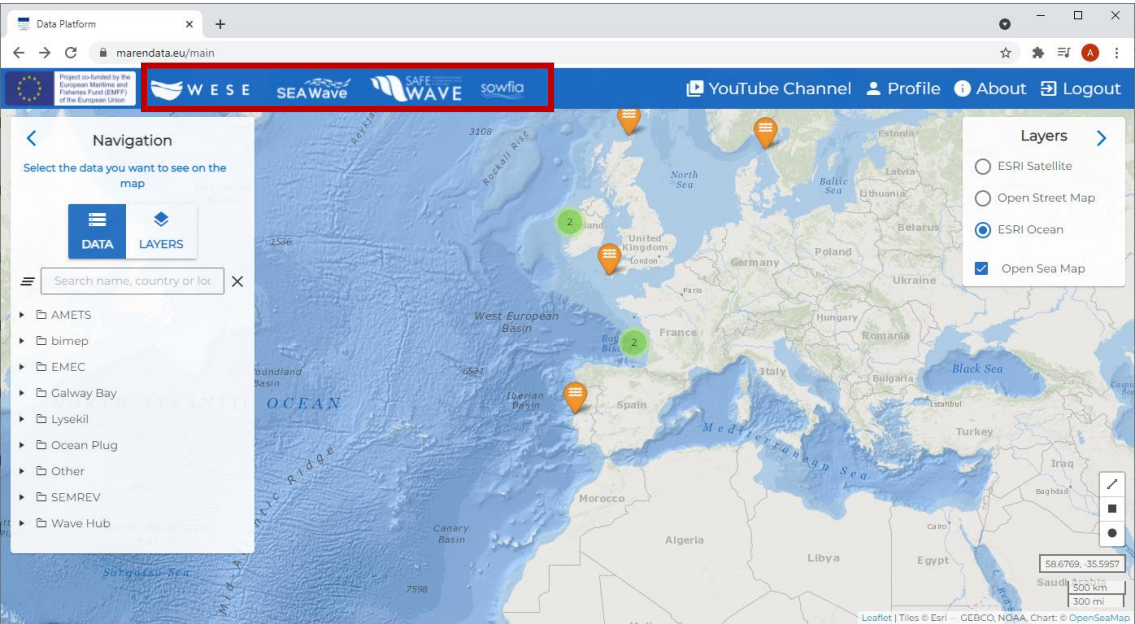 Data Platform
marendata.eu/main
A
Project co-funded by the
European Maritime and
Fisheries Fund (EMFF)
of the European Union
WESE
SEAWave
SAFE
WAVE
sowfia
YouTube Channel
Profile
About
Logout
Navigation
Select the data you want to see on the
map
DATA
LAYERS
Search name, country or loc
AMETS
bimep
EMEC
Galway Bay
Lysekil
Ocean Plug
Other
SEMREV
Wave Hub
Layers
ESRI Satellite
Open Street Map
ESRI Ocean
Open Sea Map
3108
Rockall Rise
North
Sea
Estonia
Latvia
Baltic
Sea
Lithuania
2
United
Kingdom
London
Belarus
1536
Germany
Poland
Ukraine
Paris
West European
Basin
Hungary
France
2
Romania
6521
Basin
Italy
Black Sea
Bulgaria
OCEAN
Iberian
Basin
Spain
Istanbul
Mediterranean Sea
Turkey
Mid-Atlantic Ridge
Iraq
Baghdad
Morocco
Canary
Basin
Algeria
Cairo
Libya
Egypt
58.6769, -35.5957
Sargasso Sea
7598
Saudi Arabia
500 km
300 mi
Leaflet | Tiles © Esri — GEBCO, NOAA, Chart: © OpenSeaMap